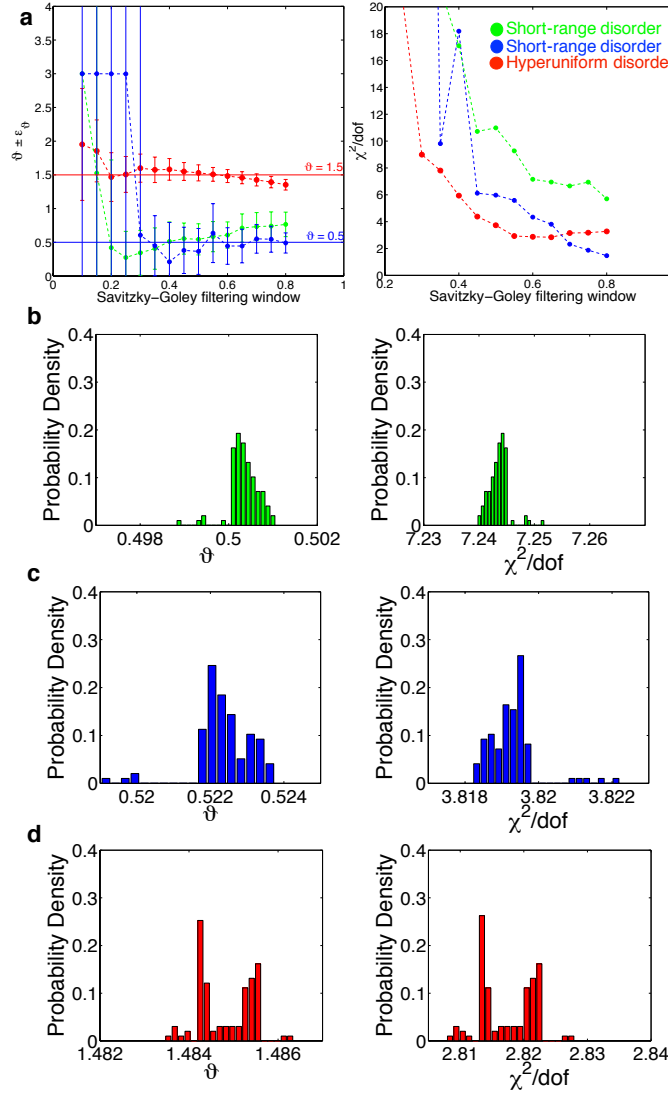 a
4
3.5
3
2.5
2
1.5
1
0.5
0
ϑ ± ε_ϑ
ϑ = 1.5
ϑ = 0.5
0 0.2 0.4 0.6 0.8 1
Savitzky−Goley filtering window
20
18
16
14
12
10
8
6
4
2
0
χ²/dof
Short-range disorder
Short-range disorder
Hyperuniform disorde
0.2 0.4 0.6 0.8
Savitzky−Goley filtering window
b
0.4
0.3
0.2
0.1
0
Probability Density
0.498 0.5 0.502
ϑ
0.4
0.3
0.2
0.1
0
Probability Density
7.23 7.24 7.25 7.26
χ²/dof
c
0.4
0.3
0.2
0.1
0
Probability Density
0.52 0.522 0.524
ϑ
0.4
0.3
0.2
0.1
0
Probability Density
3.818 3.82 3.822
χ²/dof
d
0.4
0.3
0.2
0.1
0
Probability Density
1.482 1.484 1.486
ϑ
0.4
0.3
0.2
0.1
0
Probability Density
2.81 2.82 2.83 2.84
χ²/dof